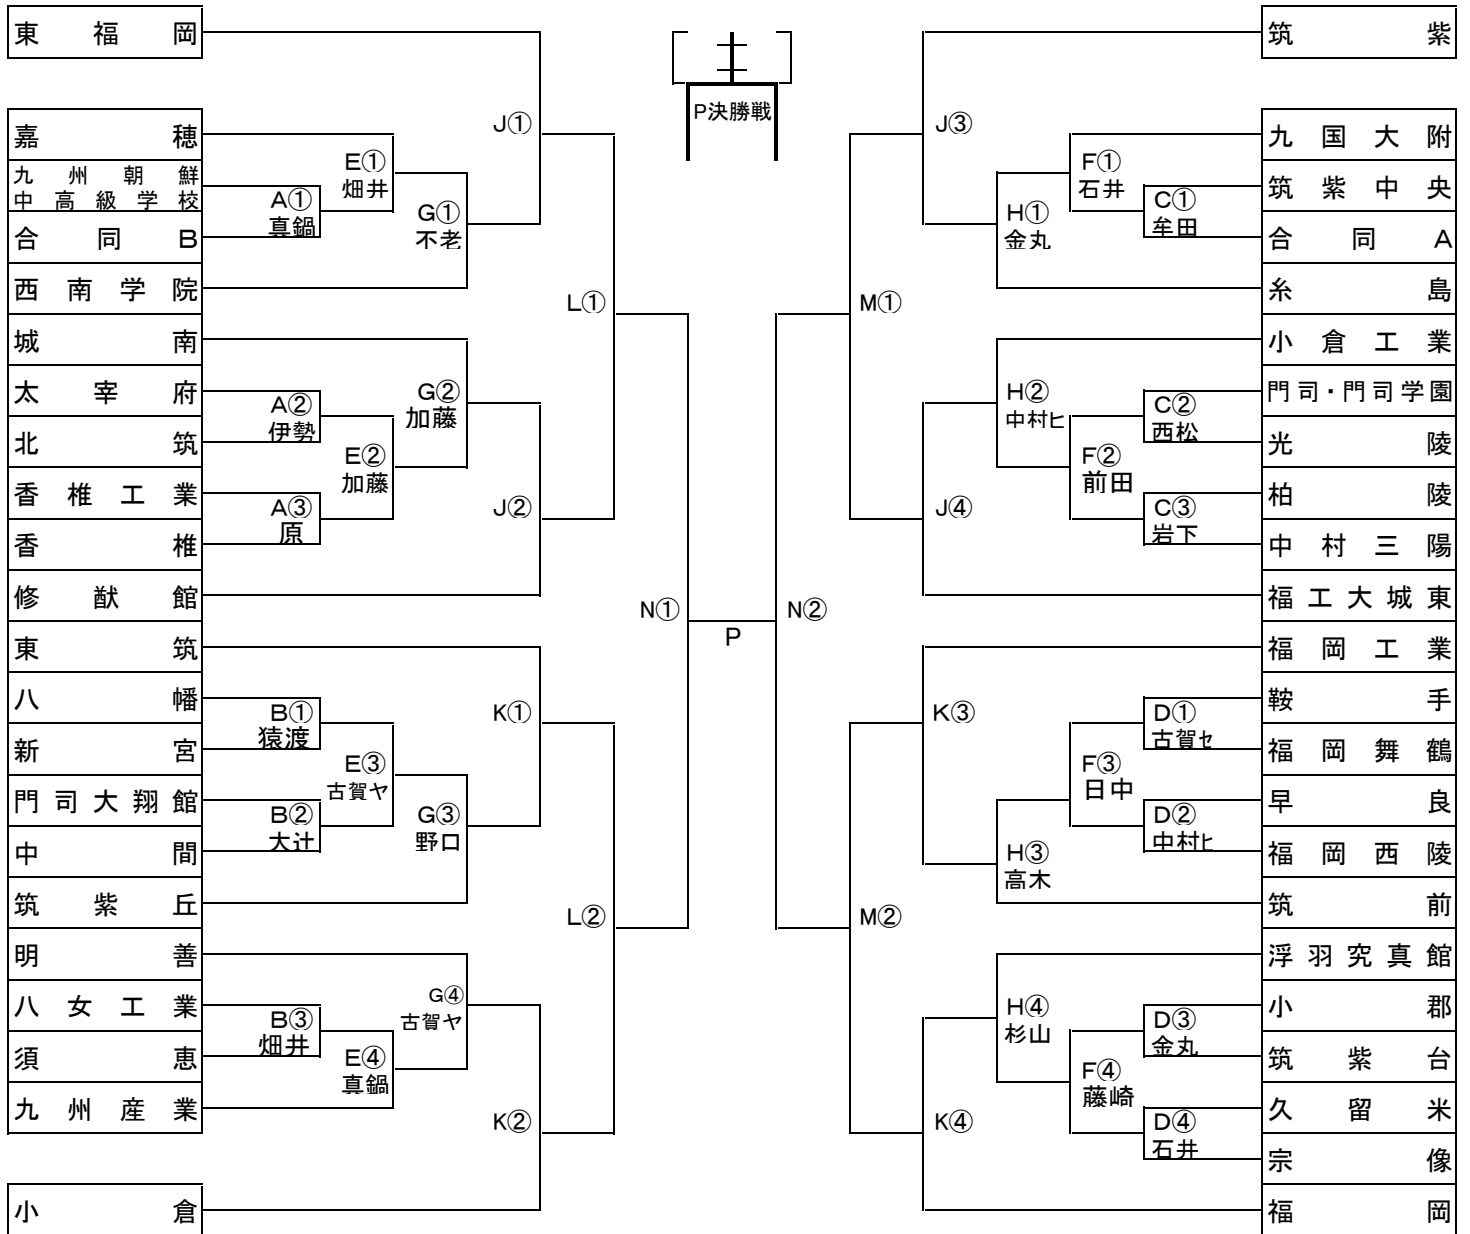 東福岡
嘉穂
九州朝鮮
中高級学校
合同B
西南学院
城南
太宰府
北筑
香椎工業
香椎
修猷館
東筑
八幡
新宮
門司大翔館
中間
筑紫丘
明善
八女工業
須恵
九州産業
小倉
A①
真鍋
A②
伊勢
A③
原
B①
猿渡
B②
大辻
B③
畑井
E①
畑井
E②
加藤
E③
古賀ヤ
E④
真鍋
G①
不老
G②
加藤
G③
野口
G④
古賀ヤ
J①
J②
K①
K②
L①
L②
N①
P決勝戦
P
N②
M①
M②
J③
J④
K③
K④
H①
金丸
H②
中村ヒ
H③
高木
H④
杉山
F①
石井
F②
前田
F③
日中
F④
藤崎
C①
牟田
C②
西松
C③
岩下
D①
古賀セ
D②
中村ヒ
D③
金丸
D④
石井
筑紫
九国大附
筑紫中央
合同A
糸島
小倉工業
門司・門司学園
光陵
柏陵
中村三陽
福工大城東
福岡工業
鞍手
福岡舞鶴
早良
福岡西陵
筑前
浮羽究真館
小郡
筑紫台
久留米
宗像
福岡